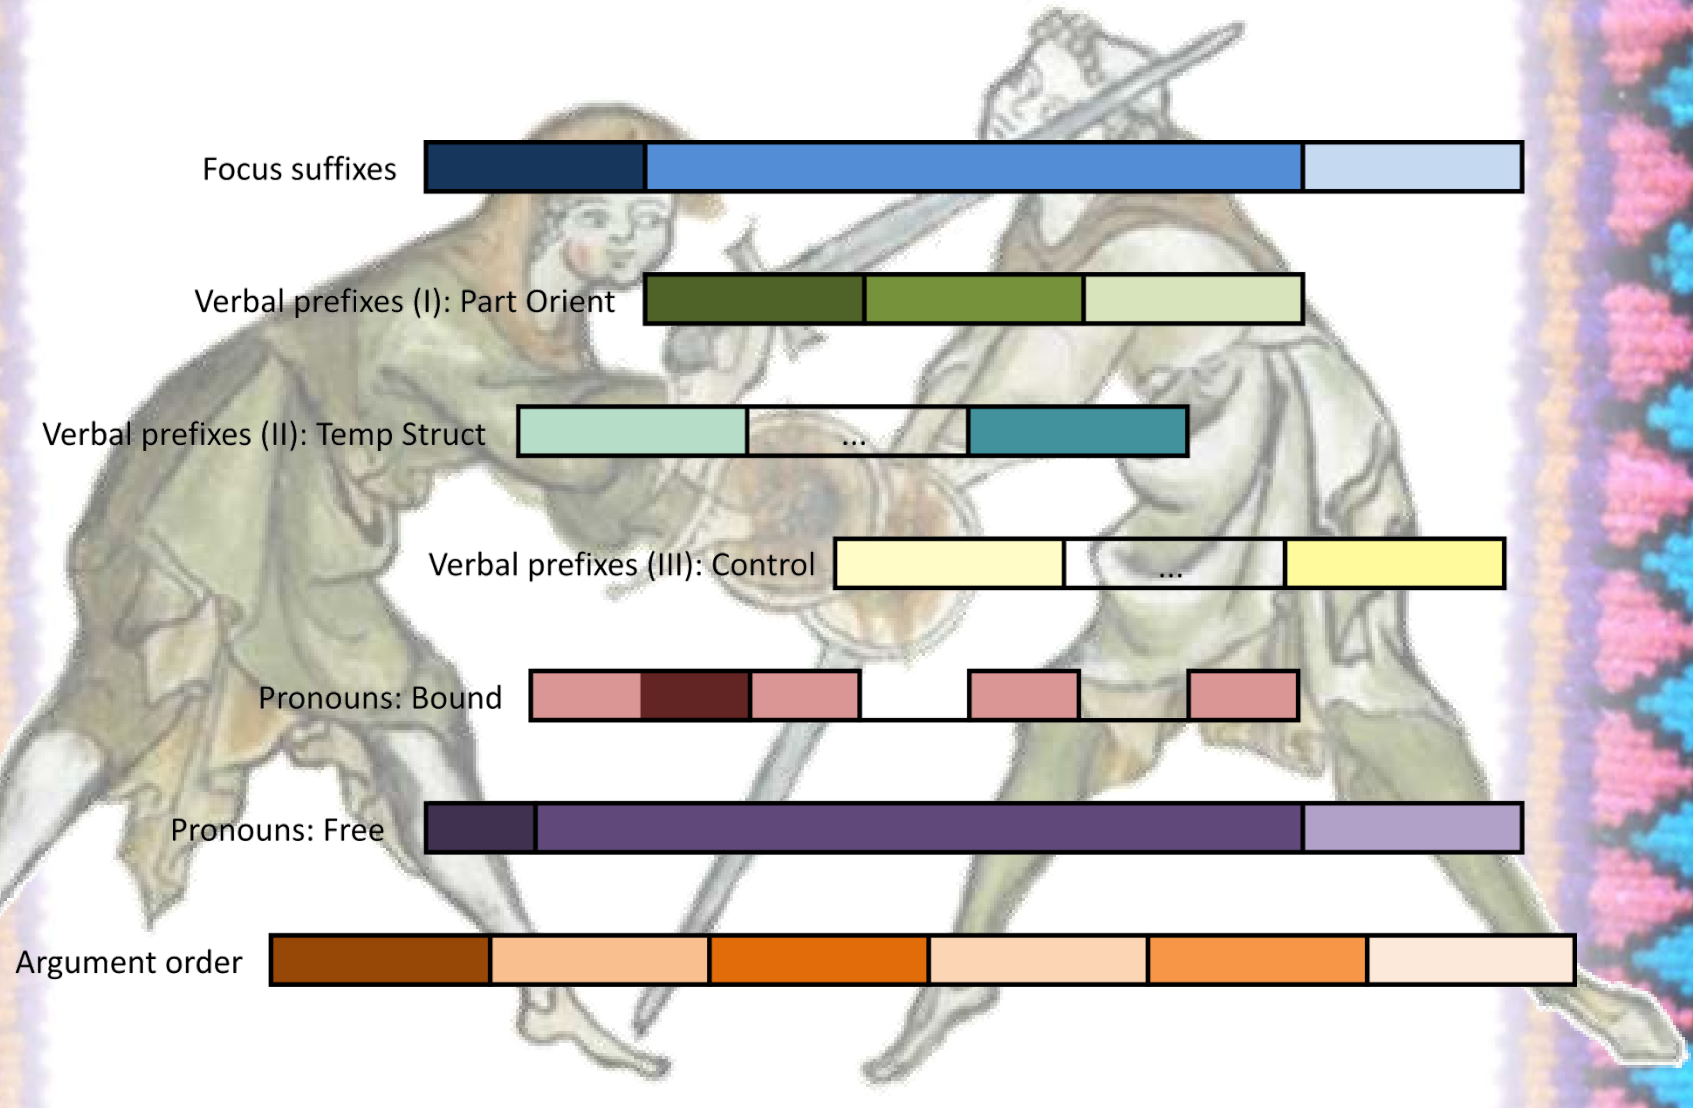 Focus suffixes
Verbal prefixes (I): Part Orient
Verbal prefixes (II): Temp Struct
...
Verbal prefixes (III): Control
...
Pronouns: Bound
Pronouns: Free
Argument order